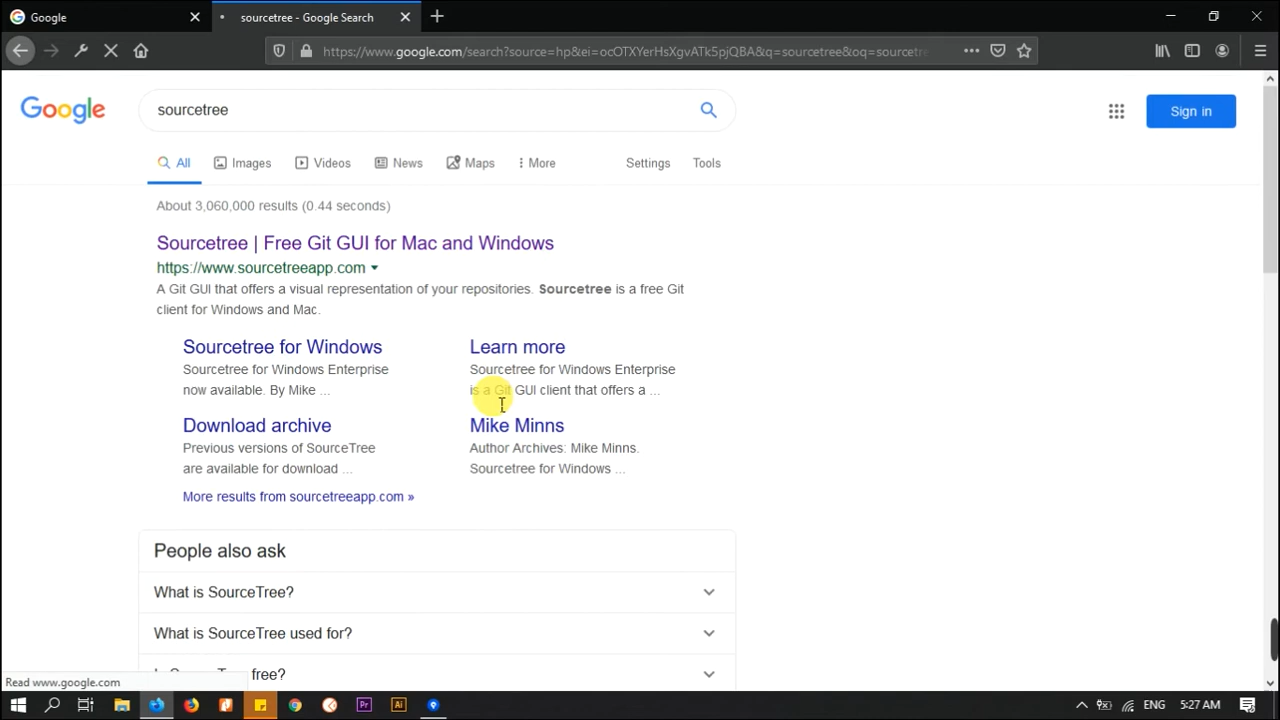 Google
sourcetree - Google Search
https://www.google.com/search?source=hp&ei=ocOTXYerHsXgvATk5pjQBA&q=sourcetree&oq=sourcetre
Google
sourcetree
Sign in
All
Images
Videos
News
Maps
More
Settings
Tools
About 3,060,000 results (0.44 seconds)
Sourcetree | Free Git GUI for Mac and Windows
https://www.sourcetreeapp.com
A Git GUI that offers a visual representation of your repositories. Sourcetree is a free Git
client for Windows and Mac.
Sourcetree for Windows
Sourcetree for Windows Enterprise
now available. By Mike ...
Learn more
Sourcetree for Windows Enterprise
is a Git GUI client that offers a ...
Download archive
Previous versions of SourceTree
are available for download ...
Mike Minns
Author Archives: Mike Minns.
Sourcetree for Windows ...
More results from sourcetreeapp.com »
People also ask
What is SourceTree?
What is SourceTree used for?
free?
Read www.google.com
Pr
Ai
ENG
5:27 AM